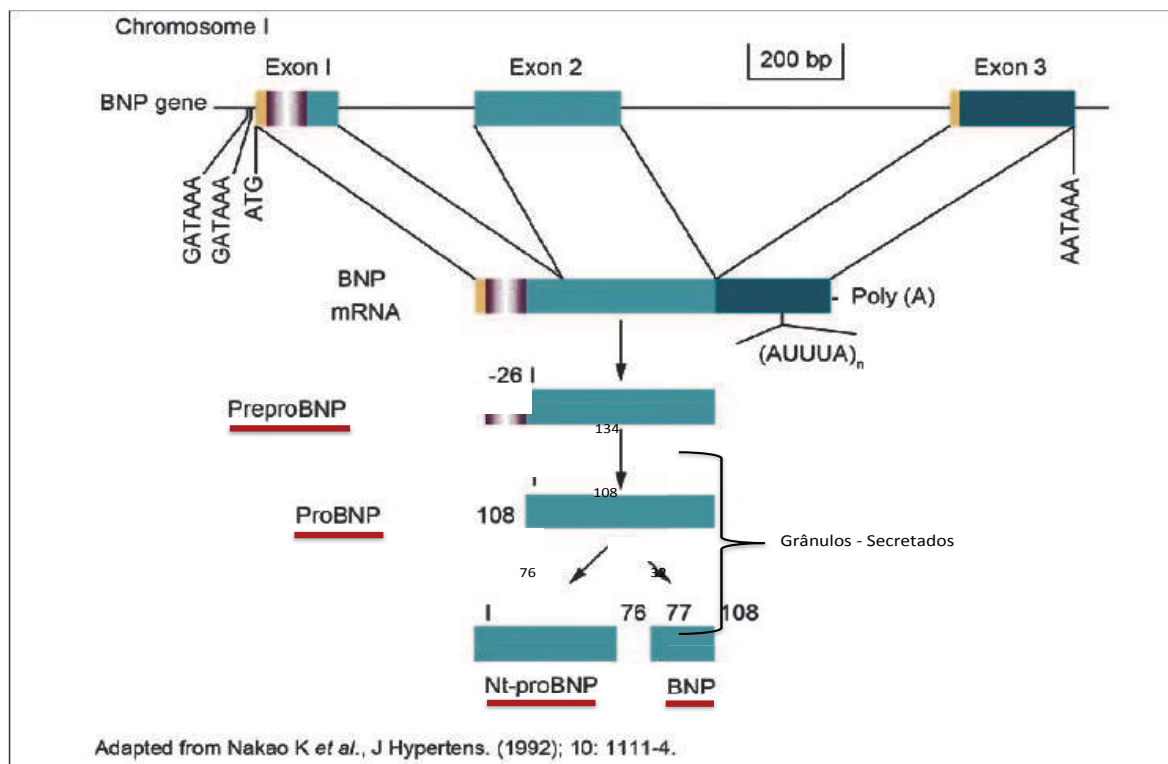 Chromosome I
Exon I Exon 2 200 bp Exon 3
BNP gene
GATAAA
GATAAA
ATG
AATAAA
BNP
mRNA
- Poly (A)
(AUUUA)n
-26 I
PreproBNP
134
I
108
ProBNP
108
Grânulos - Secretados
76 32
I 76 77 108
Nt-proBNP BNP
Adapted from Nakao K et al., J Hypertens. (1992); 10: 1111-4.